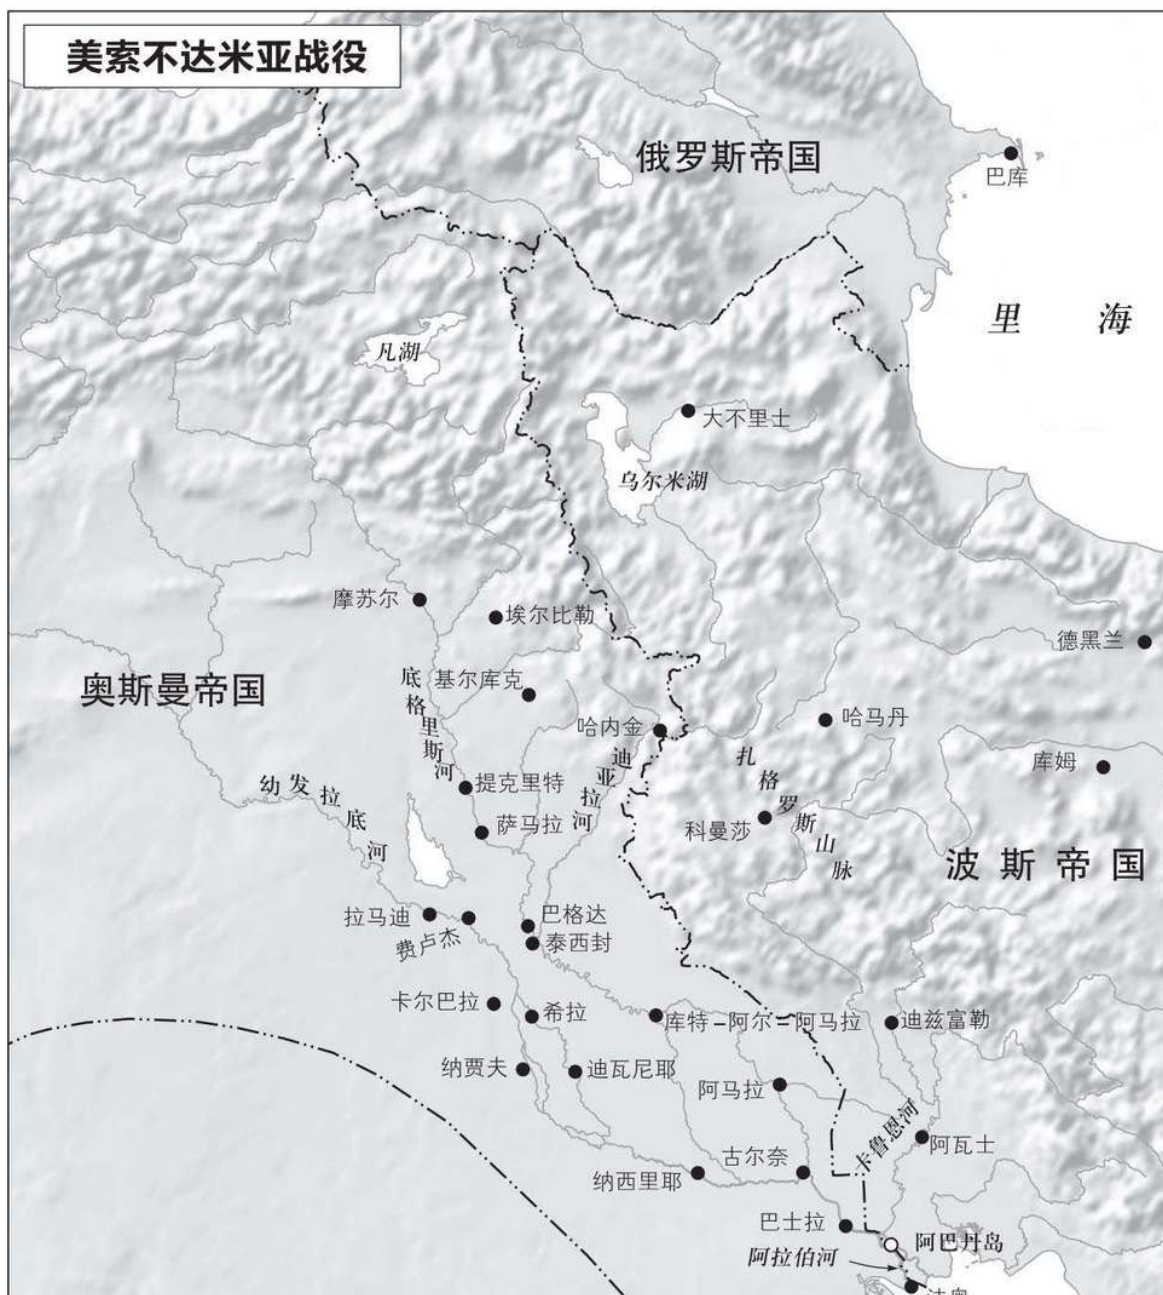 美索不达米亚战役
俄罗斯帝国
巴库
里海
凡湖
大不里士
乌尔米湖
摩苏尔
埃尔比勒
德黑兰
奥斯曼帝国
基尔库克
底格里斯河
哈内金
哈马丹
迪亚拉河
扎格罗斯山脉
库姆
幼发拉底河
提克里特
萨马拉
科曼莎
波斯帝国
拉马迪
费卢杰
巴格达
泰西封
卡尔巴拉
希拉
库特-阿尔=阿马拉
迪兹富勒
纳贾夫
迪瓦尼耶
阿马拉
卡鲁恩河
阿瓦士
古尔奈
纳西里耶
巴士拉
阿巴丹岛
阿拉伯河